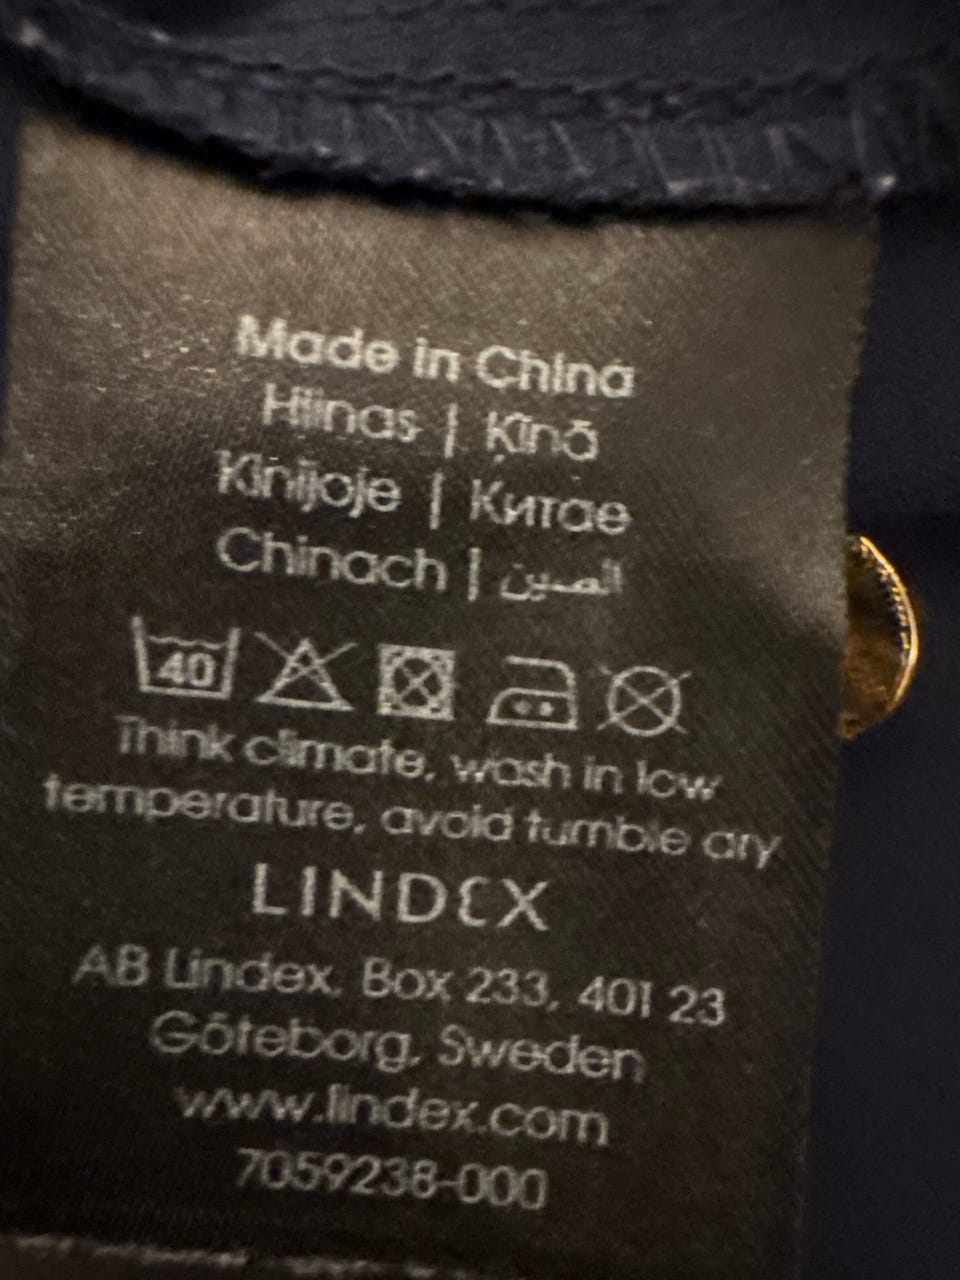 Made in China
Hiinas | Ķīnā
Kinijoje | Китае
Chinach | الصين
40
Think climate, wash in low
temperature, avoid tumble dry
LINDEX
AB Lindex, Box 233, 401 23
Göteborg, Sweden
www.lindex.com
7059238-000